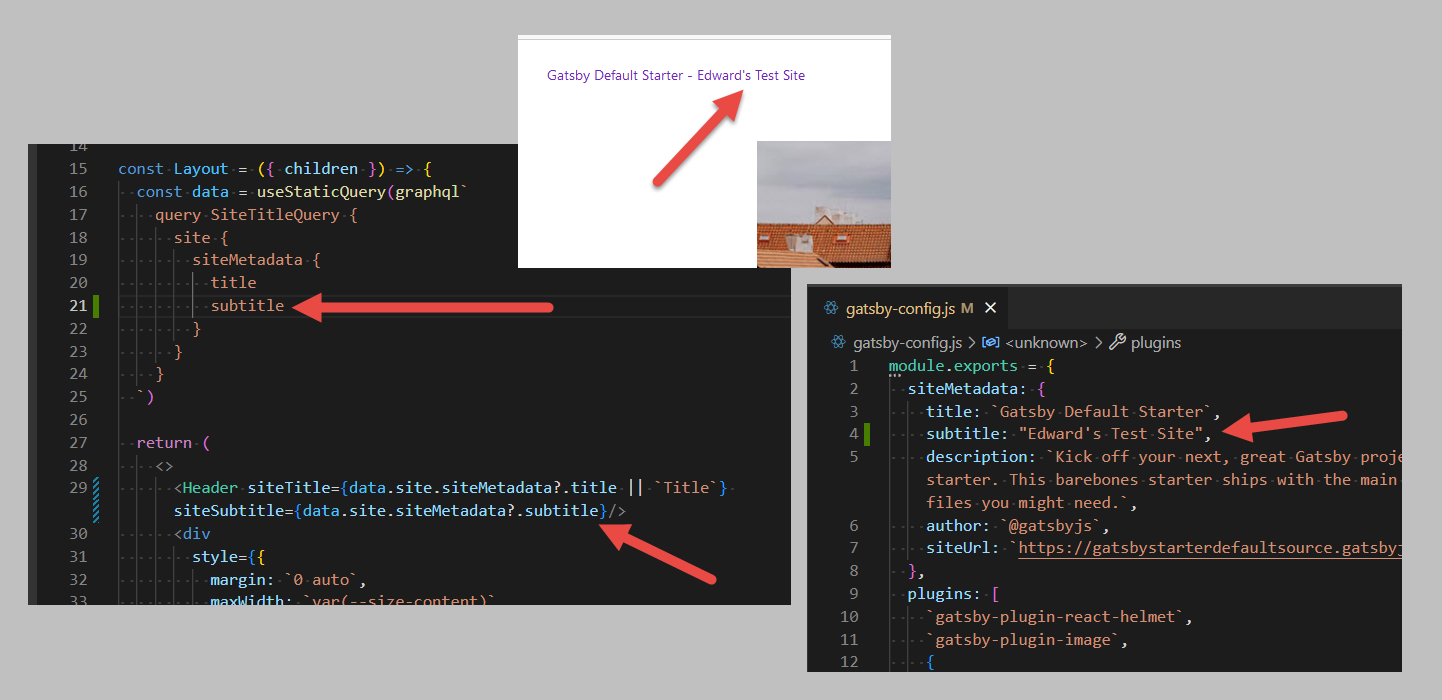 Gatsby Default Starter - Edward's Test Site
14
15 const Layout = ({ children }) => {
16 const data = useStaticQuery(graphql`
17 query SiteTitleQuery {
18 site {
19 siteMetadata {
20 title
21 subtitle
22 }
23 }
24 }
25 `)
26
27 return (
28 <>
29 <Header siteTitle={data.site.siteMetadata?.title || `Title`}
siteSubtitle={data.site.siteMetadata?.subtitle}/>
30 <div
31 style={{
32 margin: `0 auto`,
33 maxWidth: `var(--size-content)`
gatsby-config.js M ×
gatsby-config.js > <unknown> > plugins
1 module.exports = {
2 siteMetadata: {
3 title: `Gatsby Default Starter`,
4 subtitle: "Edward's Test Site",
5 description: `Kick off your next, great Gatsby proje
starter. This barebones starter ships with the main
files you might need.`,
6 author: `@gatsbyjs`,
7 siteUrl: `https://gatsbystarterdefaultsource.gatsbyj
8 },
9 plugins: [
10 `gatsby-plugin-react-helmet`,
11 `gatsby-plugin-image`,
12 {